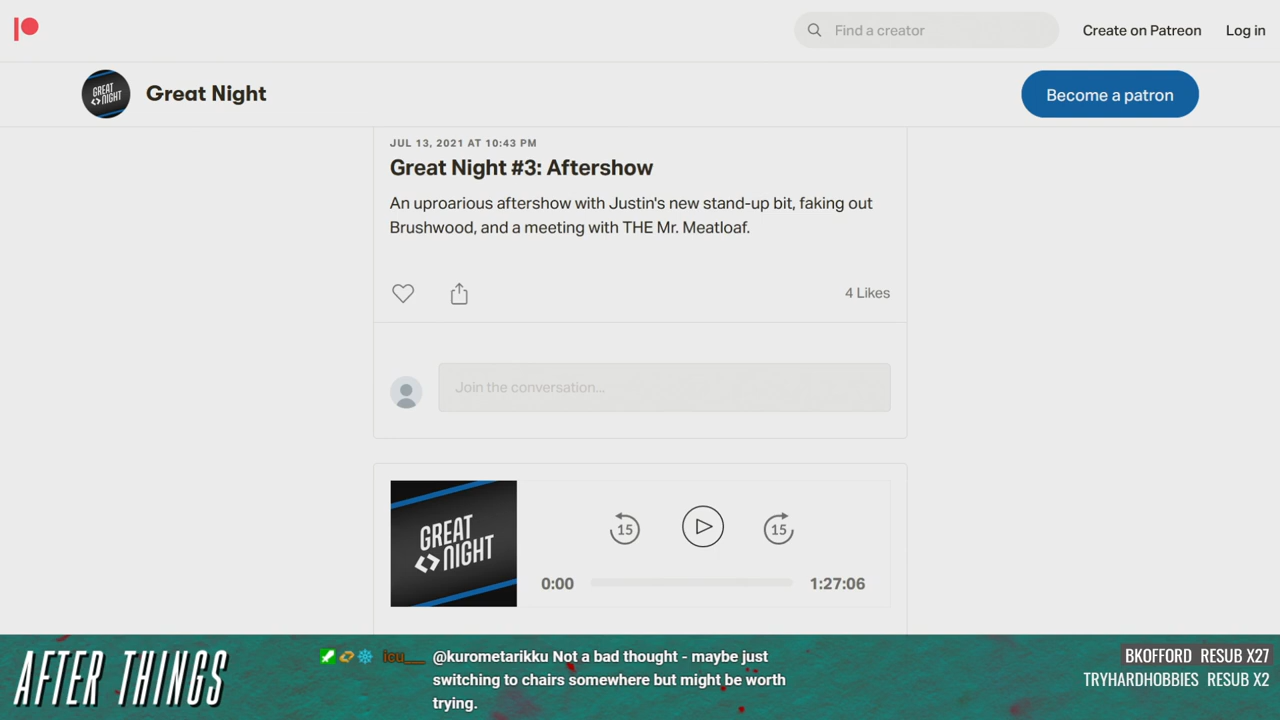 Find a creator
Create on Patreon
Log in
GREAT
<>NIGHT
Great Night
Become a patron
JUL 13, 2021 AT 10:43 PM
Great Night #3: Aftershow
An uproarious aftershow with Justin's new stand-up bit, faking out
Brushwood, and a meeting with THE Mr. Meatloaf.
4 Likes
Join the conversation...
GREAT
<>NIGHT
15
15
0:00
1:27:06
AFTER THINGS
icu__ @kurometarikku Not a bad thought - maybe just
switching to chairs somewhere but might be worth
trying.
BKOFFORD RESUB X27
TRYHARDHOBBIES RESUB X2